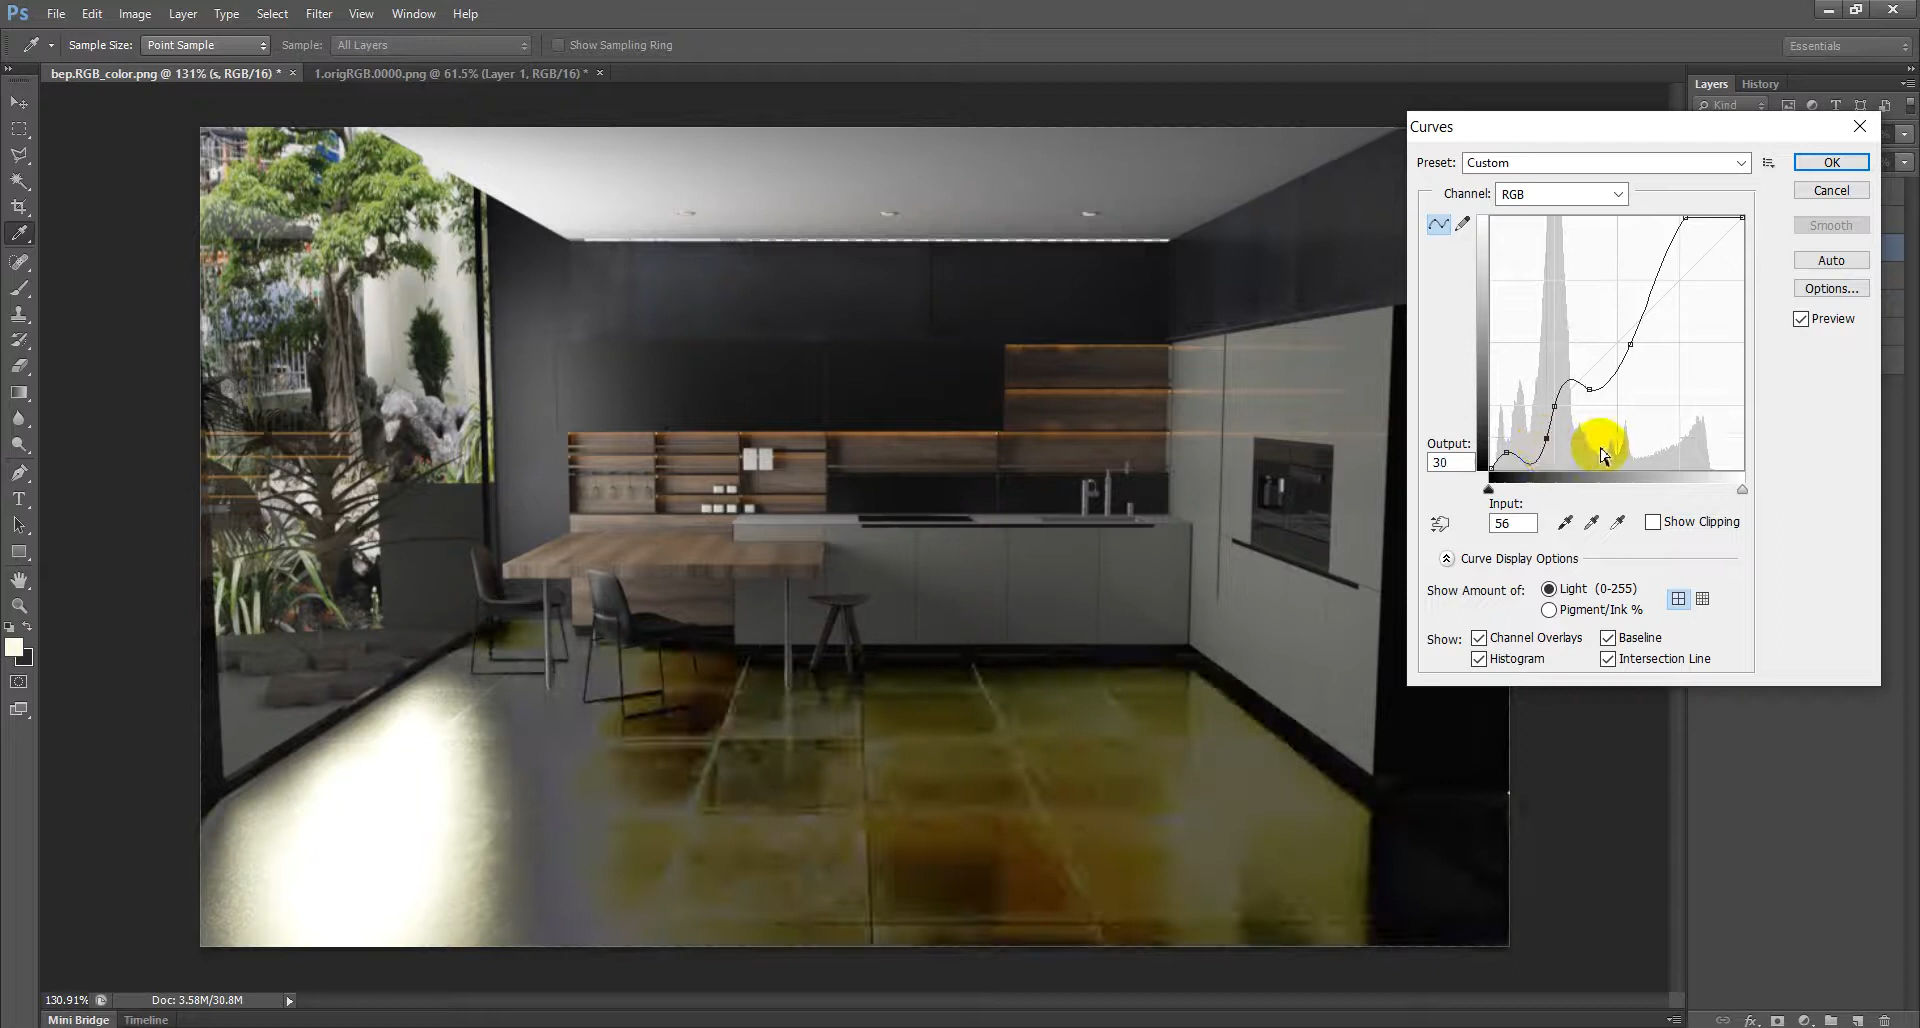 Ps File Edit Image Layer Type Select Filter View Window Help
Sample Size: Point Sample Sample: All Layers Show Sampling Ring Essentials
bep.RGB_color.png @ 131% (s, RGB/16) * × 1.origRGB.0000.png @ 61.5% (Layer 1, RGB/16) * ×
Layers History
Kind
Curves
Preset: Custom OK
Channel: RGB Cancel
Smooth
Auto
Options...
Preview
Output:
30
Input:
56
Show Clipping
Curve Display Options
Show Amount of: Light (0-255)
Pigment/Ink %
Show: Channel Overlays Baseline
Histogram Intersection Line
130.91% Doc: 3.58M/30.8M
Mini Bridge Timeline